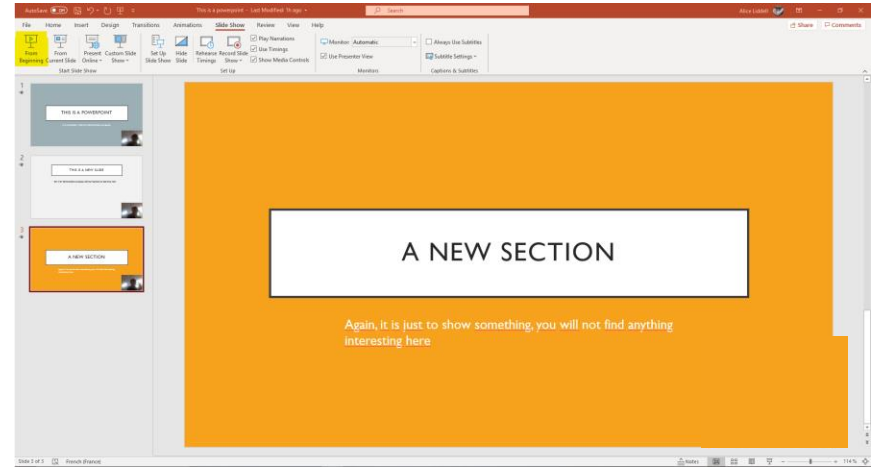 AutoSave Off This is a powerpoint - Last Modified: 1h ago Search Alice Loisel
File Home Insert Design Transitions Animations Slide Show Review View Help Share Comments
From Beginning
From Current Slide
Present Online
Custom Slide Show
Start Slide Show
Set Up Slide Show
Hide Slide
Rehearse Timings
Record Slide Show
Play Narrations
Use Timings
Show Media Controls
Set Up
Monitor: Automatic
Use Presenter View
Monitors
Always Use Subtitles
Subtitle Settings
Captions & Subtitles
1
THIS IS A POWERPOINT
2
THIS IS A NEW SLIDE
3
A NEW SECTION
A NEW SECTION
Again, it is just to show something, you will not find anything
interesting here
Slide 3 of 3 French (France) Notes 114%